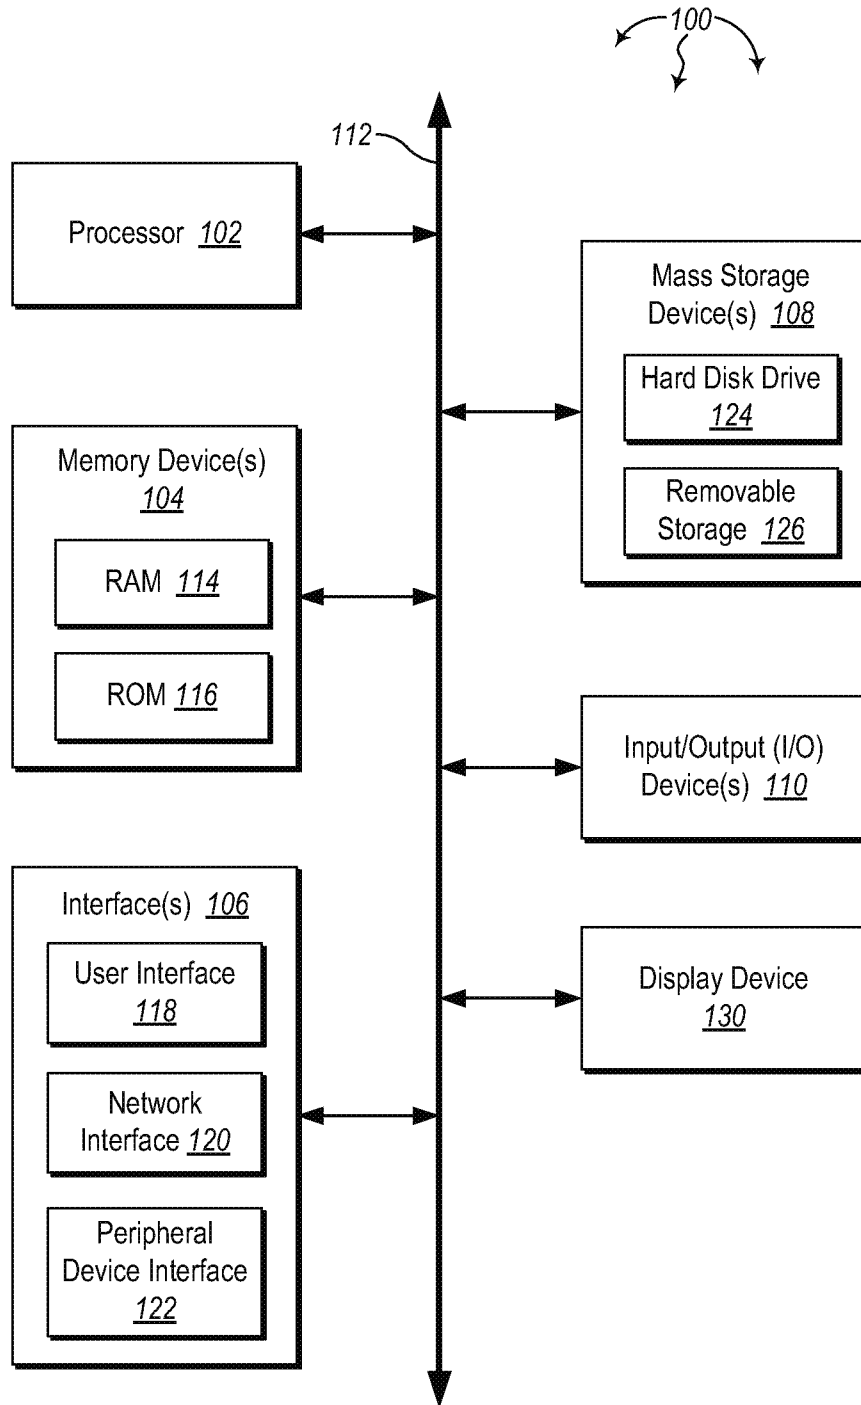 100
112
Processor 102
Mass Storage
Device(s) 108
Hard Disk Drive
124
Removable
Storage 126
Memory Device(s)
104
RAM 114
ROM 116
Input/Output (I/O)
Device(s) 110
Interface(s) 106
User Interface
118
Network
Interface 120
Peripheral
Device Interface
122
Display Device
130